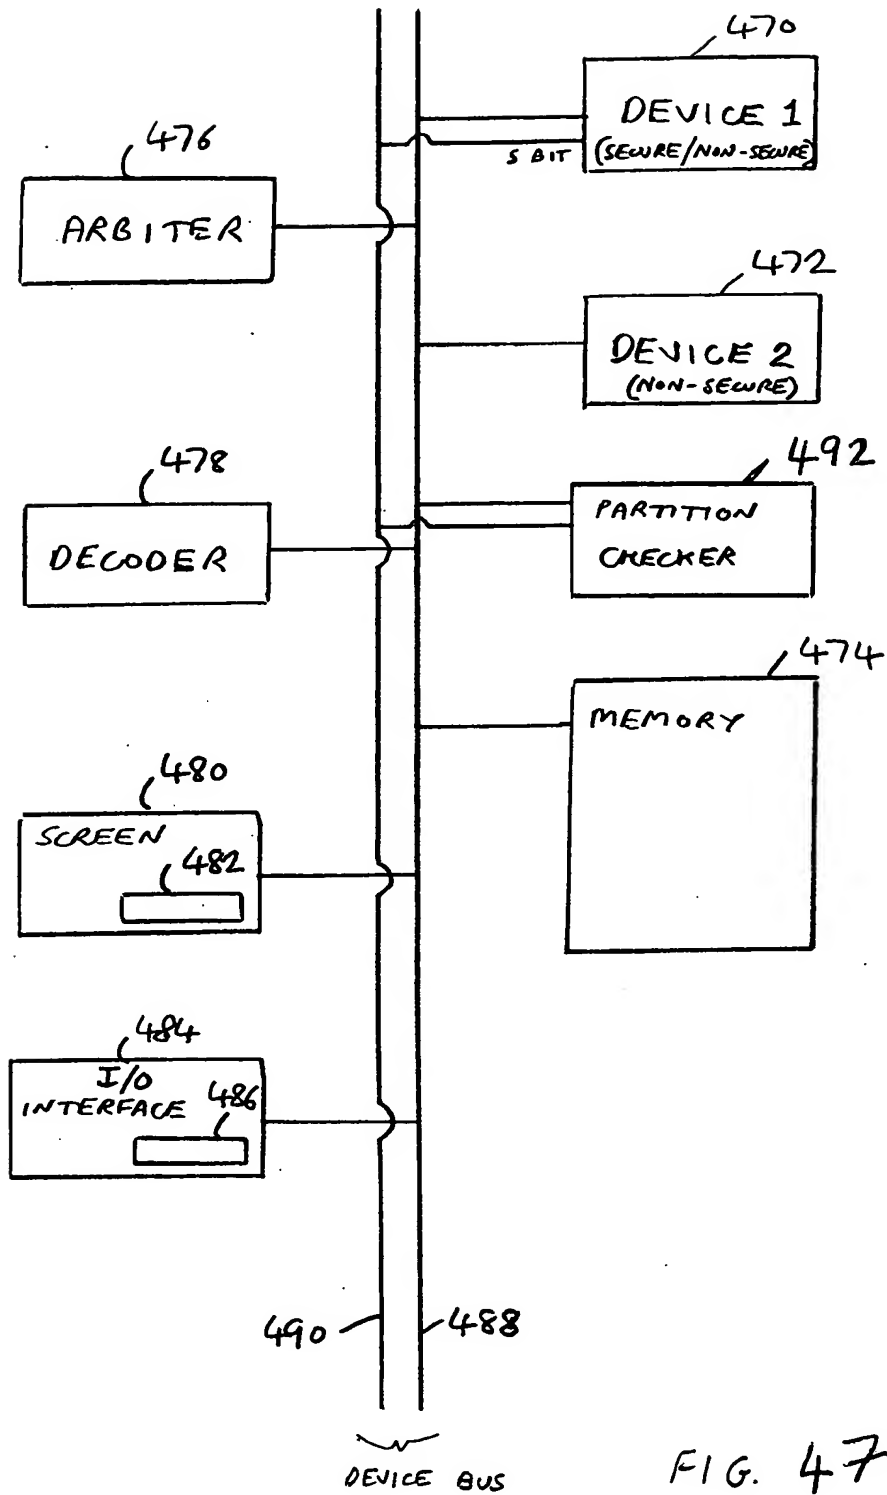 470
DEVICE 1
(SECURE/NON-SECURE)
S BIT
476
ARBITER
472
DEVICE 2
(NON-SECURE)
492
PARTITION
CHECKER
478
DECODER
474
MEMORY
480
SCREEN
482
484
I/O
INTERFACE
486
490
488
DEVICE BUS
FIG. 47